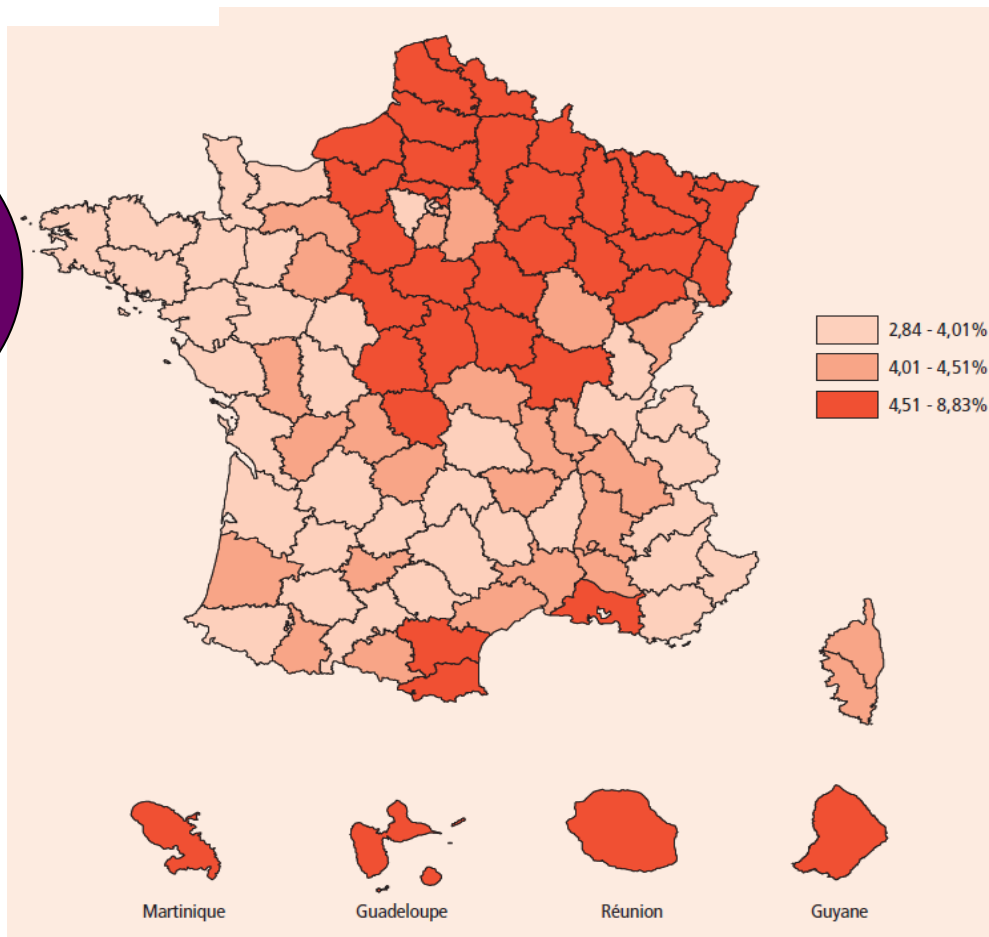 2,84 - 4,01%
4,01 - 4,51%
4,51 - 8,83%
Martinique
Guadeloupe
Réunion
Guyane